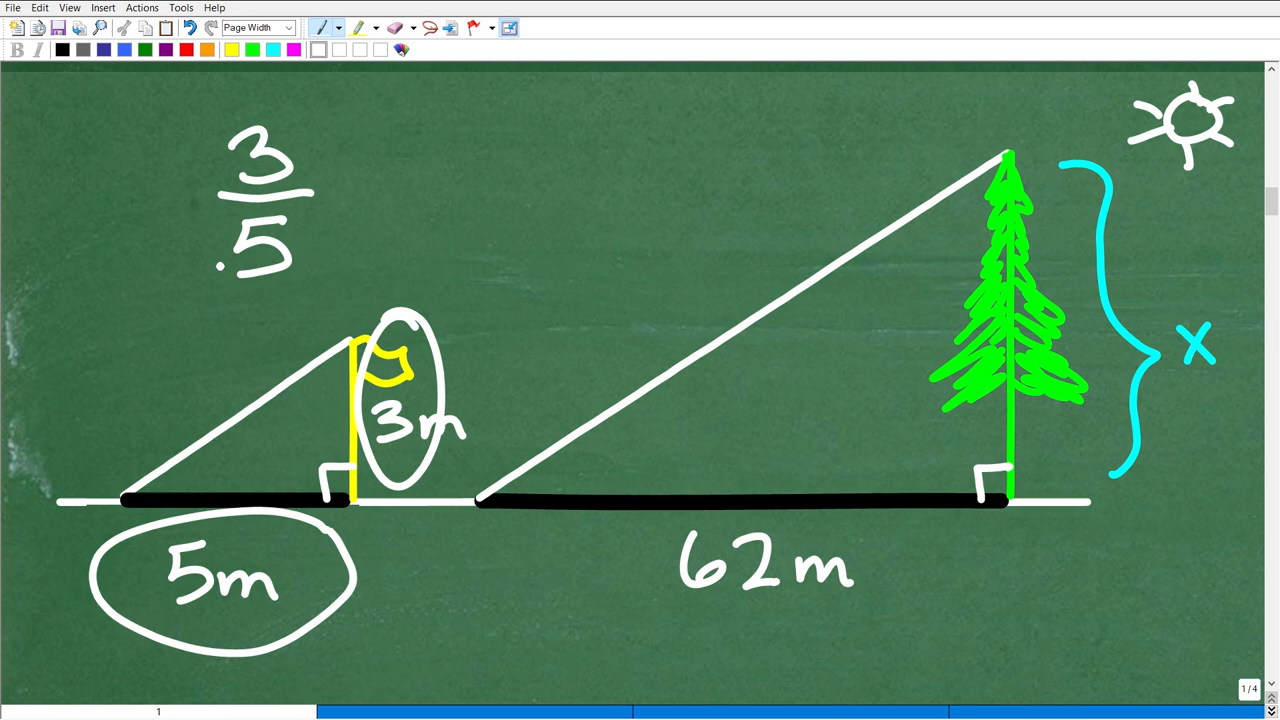 File Edit View Insert Actions Tools Help
Page Width
B I
3
5
3m
x
5m
62m
1/4
1